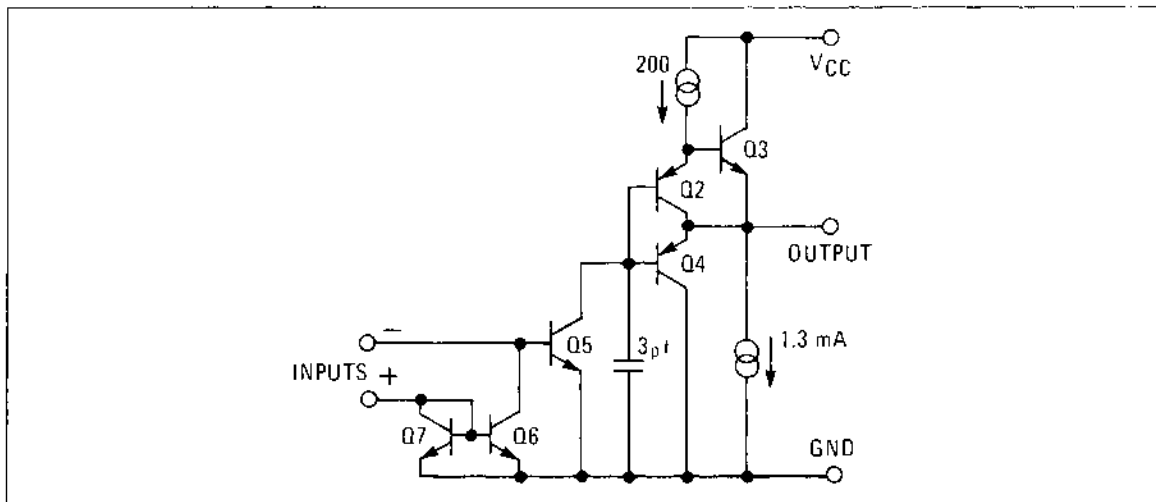 200
VCC
Q3
Q2
OUTPUT
Q4
−
Q5
3pf
1.3 mA
INPUTS +
Q7
Q6
GND